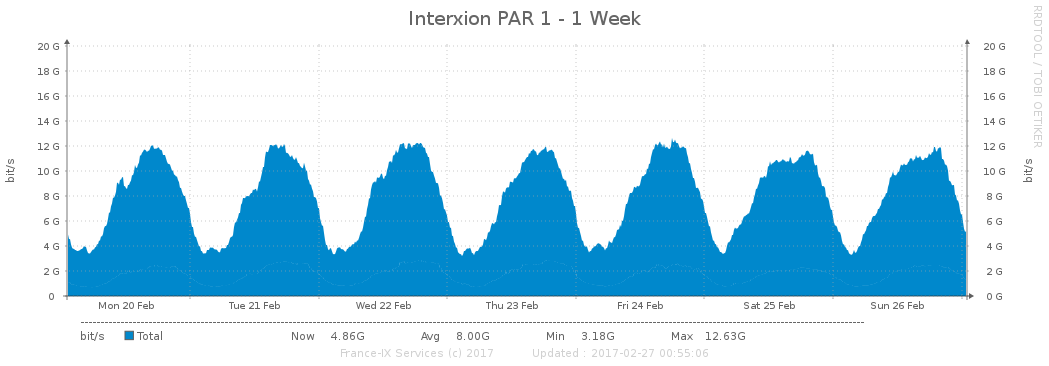 Interxion PAR 1 - 1 Week
RRDTOOL / TOBI OETIKER
bit/s
20 G 20 G
18 G 18 G
16 G 16 G
14 G 14 G
12 G 12 G
10 G 10 G
8 G 8 G
6 G 6 G
4 G 4 G
2 G 2 G
0 0 G
bit/s
Mon 20 Feb Tue 21 Feb Wed 22 Feb Thu 23 Feb Fri 24 Feb Sat 25 Feb Sun 26 Feb
bit/s Total Now 4.86G Avg 8.00G Min 3.18G Max 12.63G
France-IX Services (c) 2017 Updated : 2017-02-27 00:55:06